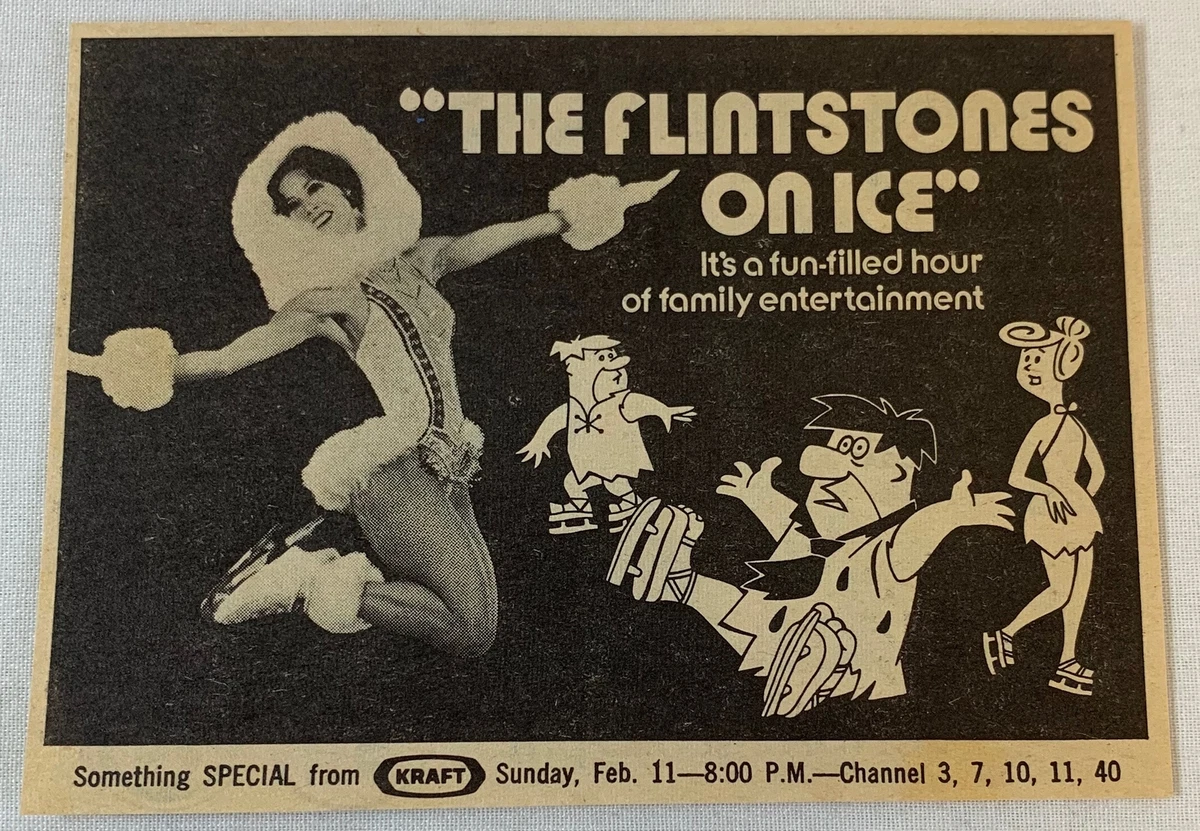 “THE FLINTSTONES
ON ICE”
It's a fun-filled hour
of family entertainment
Something SPECIAL from KRAFT Sunday, Feb. 11—8:00 P.M.—Channel 3, 7, 10, 11, 40